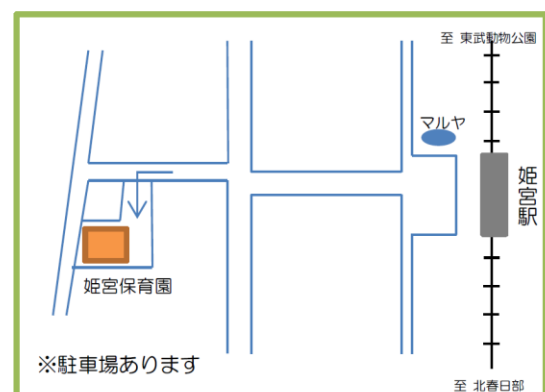 至 東武動物公園
マルヤ
姫宮駅
姫宮保育園
※駐車場あります
至 北春日部